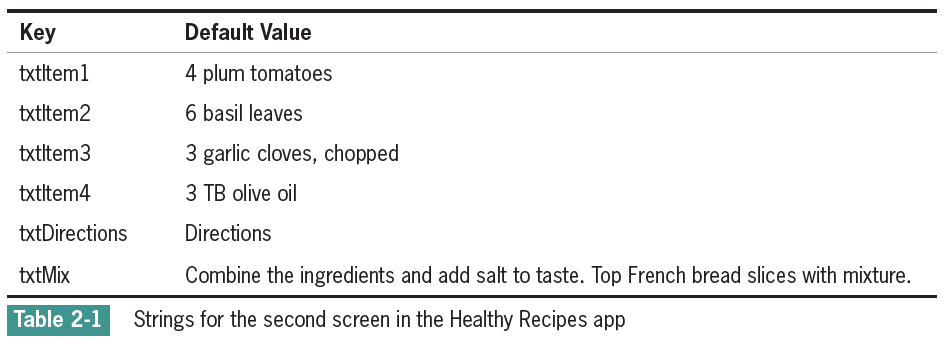 Key Default Value
txtItem1 4 plum tomatoes
txtItem2 6 basil leaves
txtItem3 3 garlic cloves, chopped
txtItem4 3 TB olive oil
txtDirections Directions
txtMix Combine the ingredients and add salt to taste. Top French bread slices with mixture.
Table 2-1 Strings for the second screen in the Healthy Recipes app